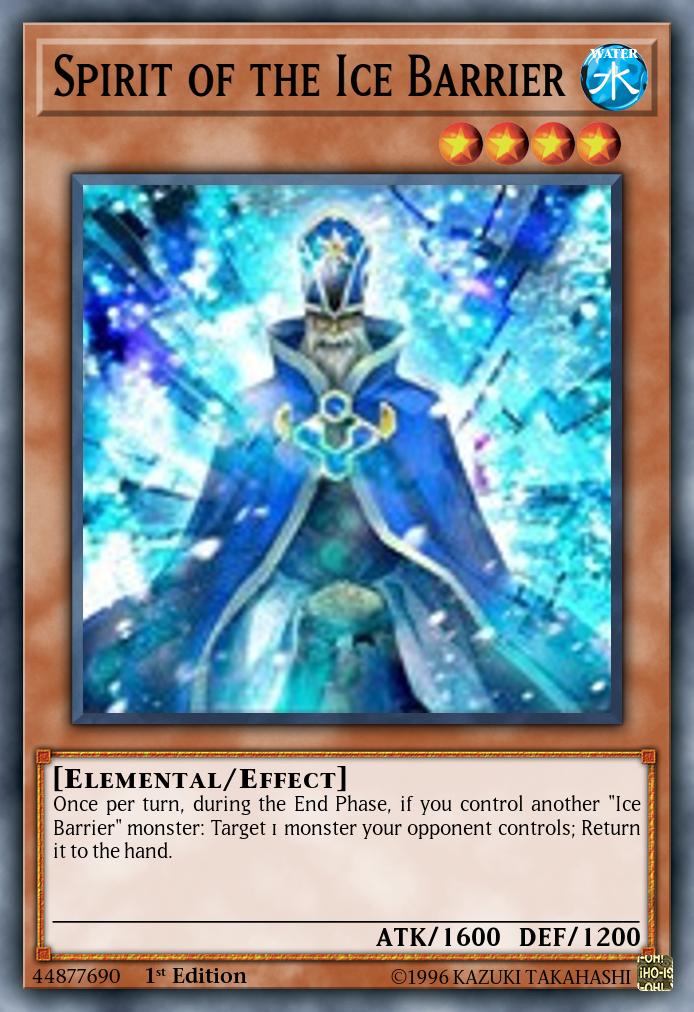 Spirit of the Ice Barrier
WATER
水
[Elemental/Effect]
Once per turn, during the End Phase, if you control another "Ice
Barrier" monster: Target 1 monster your opponent controls; Return
it to the hand.
ATK/1600 DEF/1200
44877690 1st Edition ©1996 KAZUKI TAKAHASHI